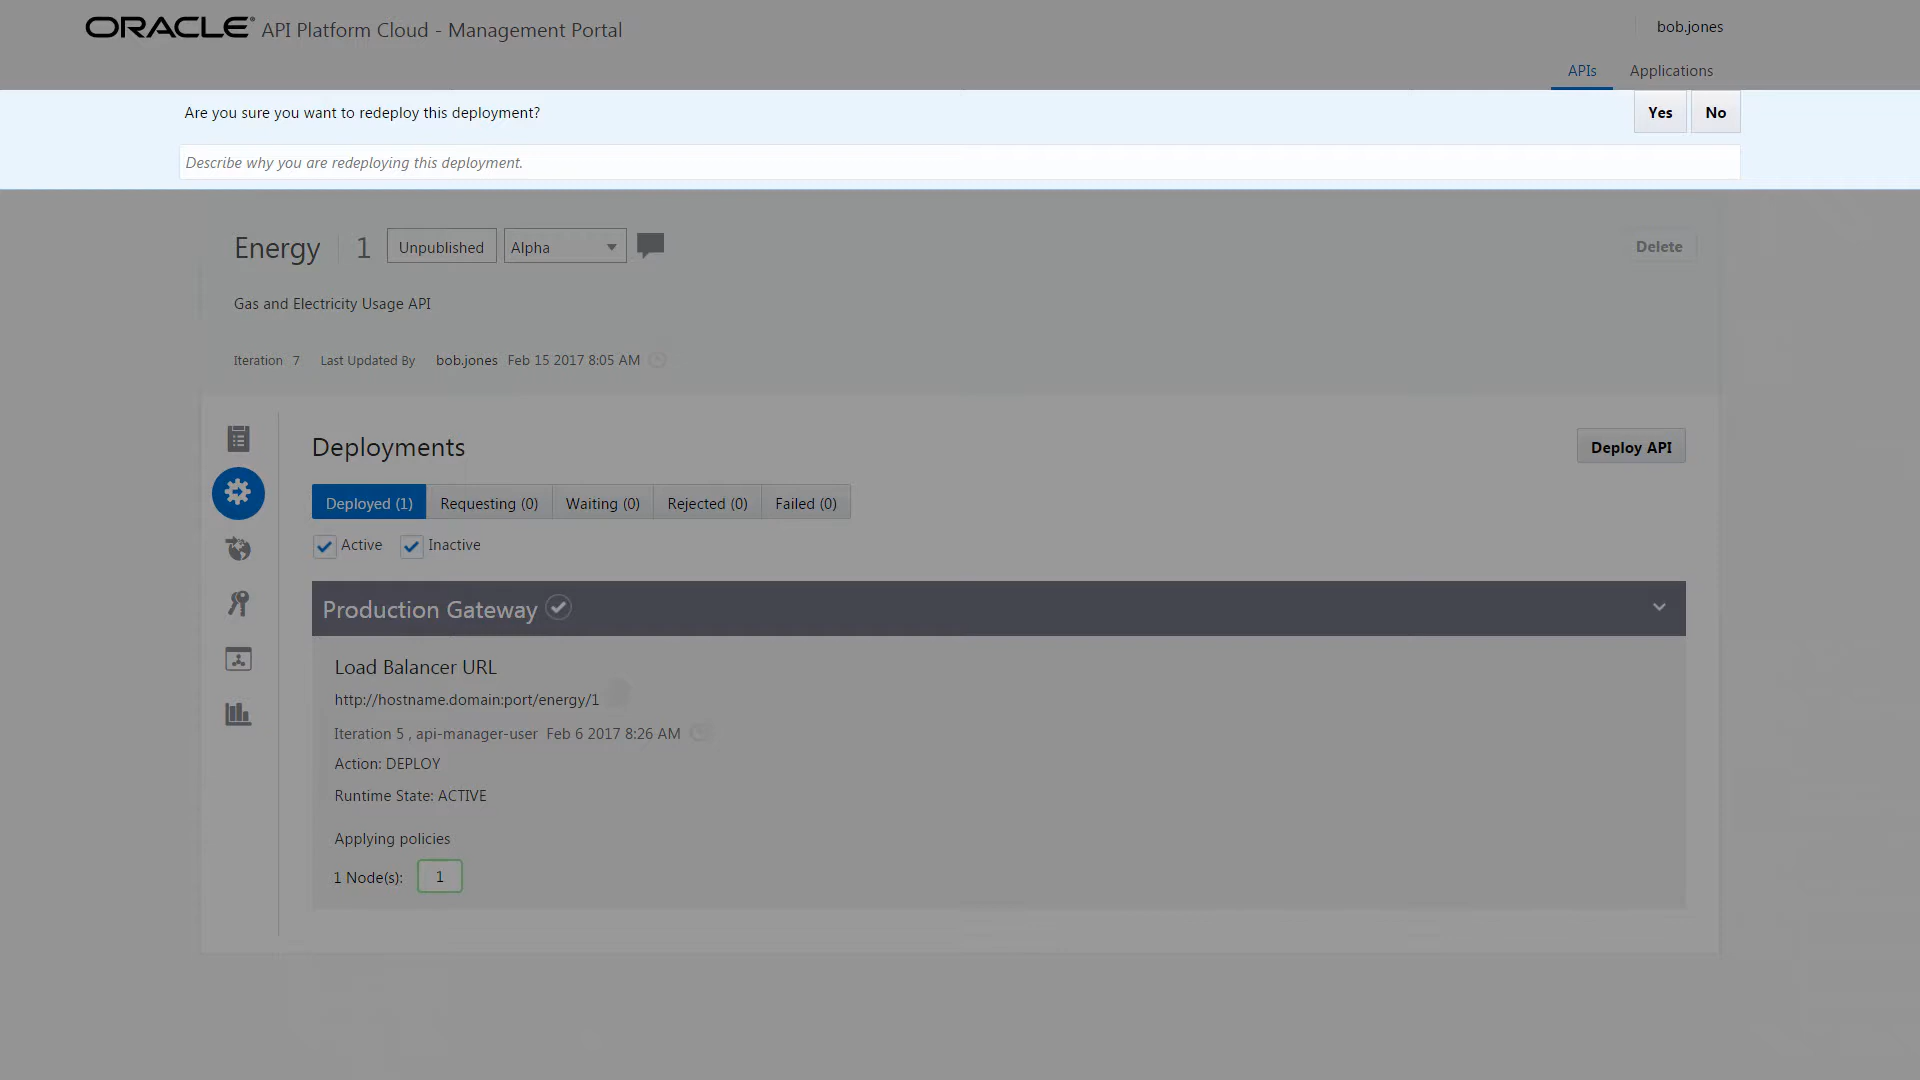 ORACLE® API Platform Cloud - Management Portal
bob.jones
APIs Applications
Are you sure you want to redeploy this deployment?
Yes No
Describe why you are redeploying this deployment.
Energy 1 Unpublished Alpha
Delete
Gas and Electricity Usage API
Iteration 7 Last Updated By bob.jones Feb 15 2017 8:05 AM
Deployments
Deploy API
Deployed (1) Requesting (0) Waiting (0) Rejected (0) Failed (0)
Active Inactive
Production Gateway
Load Balancer URL
http://hostname.domain:port/energy/1
Iteration 5 , api-manager-user Feb 6 2017 8:26 AM
Action: DEPLOY
Runtime State: ACTIVE
Applying policies
1 Node(s): 1